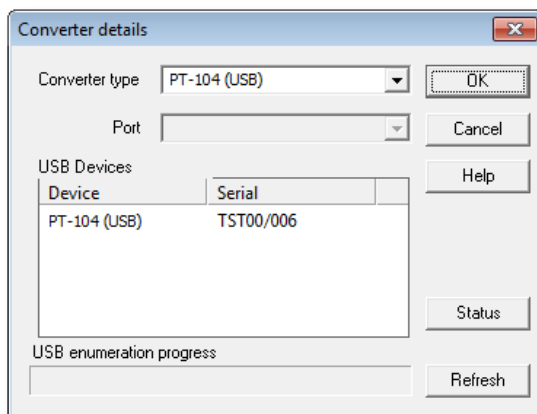 Converter details
Converter type PT-104 (USB) OK
Port Cancel
USB Devices Help
Device Serial
PT-104 (USB) TST00/006
Status
USB enumeration progress
Refresh